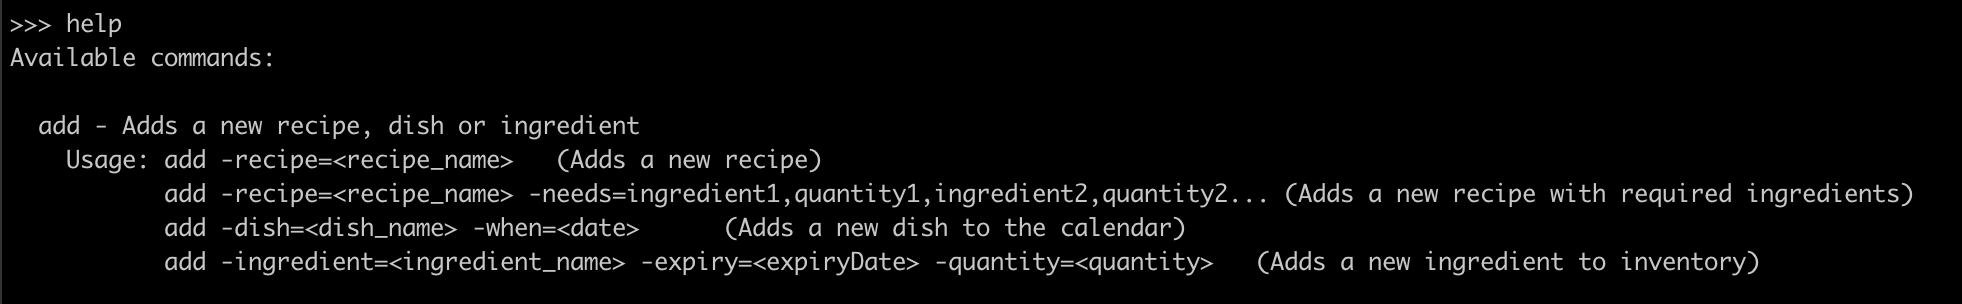 >>> help
Available commands:
add - Adds a new recipe, dish or ingredient
Usage: add -recipe=<recipe_name>   (Adds a new recipe)
add -recipe=<recipe_name> -needs=ingredient1,quantity1,ingredient2,quantity2... (Adds a new recipe with required ingredients)
add -dish=<dish_name> -when=<date>      (Adds a new dish to the calendar)
add -ingredient=<ingredient_name> -expiry=<expiryDate> -quantity=<quantity>   (Adds a new ingredient to inventory)